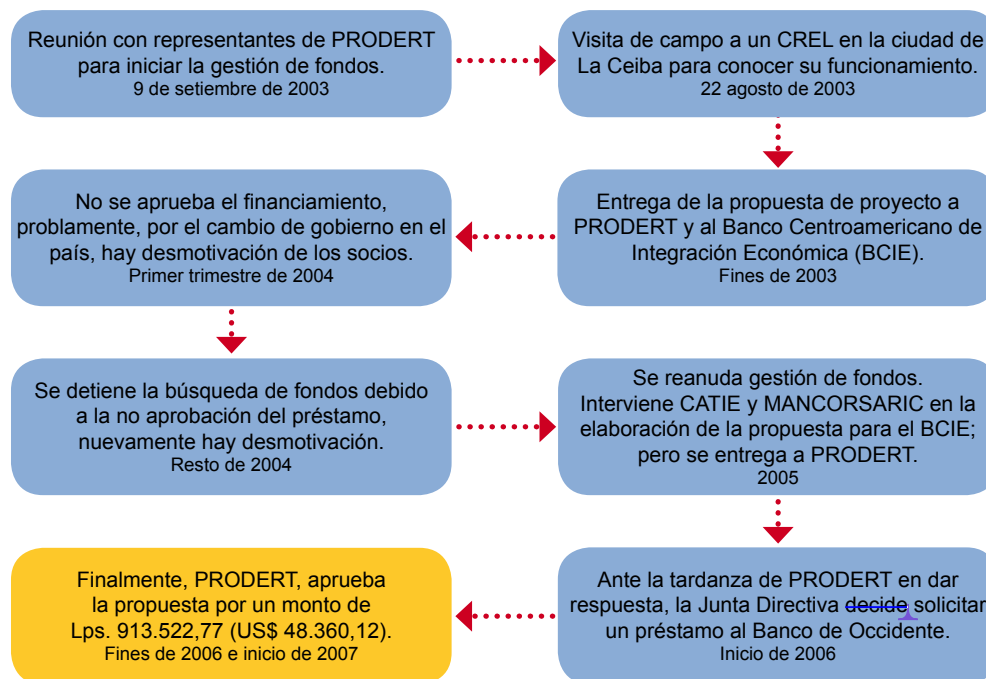 Reunión con representantes de PRODERT
para iniciar la gestión de fondos.
9 de setiembre de 2003
Visita de campo a un CREL en la ciudad de
La Ceiba para conocer su funcionamiento.
22 agosto de 2003
Entrega de la propuesta de proyecto a
PRODERT y al Banco Centroamericano de
Integración Económica (BCIE).
Fines de 2003
No se aprueba el financiamiento,
problamente, por el cambio de gobierno en el
país, hay desmotivación de los socios.
Primer trimestre de 2004
Se detiene la búsqueda de fondos debido
a la no aprobación del préstamo,
nuevamente hay desmotivación.
Resto de 2004
Se reanuda gestión de fondos.
Interviene CATIE y MANCORSARIC en la
elaboración de la propuesta para el BCIE;
pero se entrega a PRODERT.
2005
Ante la tardanza de PRODERT en dar
respuesta, la Junta Directiva decide solicitar
un préstamo al Banco de Occidente.
Inicio de 2006
Finalmente, PRODERT, aprueba
la propuesta por un monto de
Lps. 913.522,77 (US$ 48.360,12).
Fines de 2006 e inicio de 2007